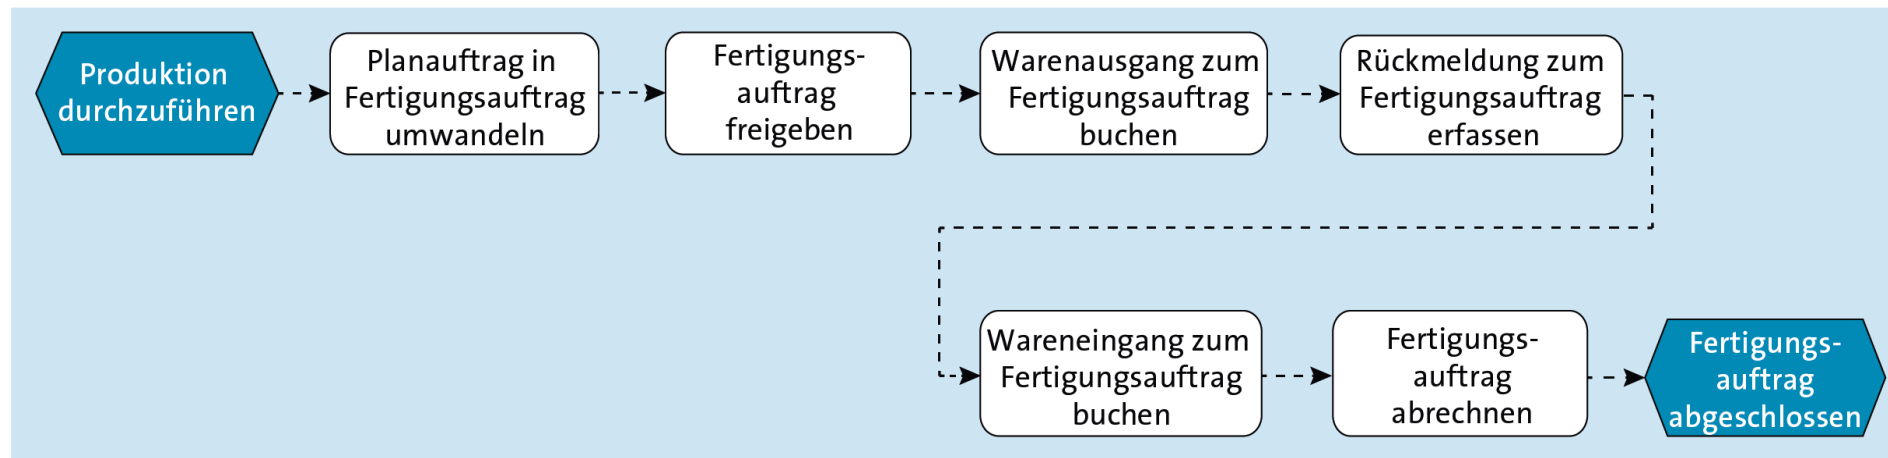 Produktion
durchzuführen
Planauftrag in
Fertigungsauftrag
umwandeln
Fertigungs-
auftrag
freigeben
Warenausgang zum
Fertigungsauftrag
buchen
Rückmeldung zum
Fertigungsauftrag
erfassen
Wareneingang zum
Fertigungsauftrag
buchen
Fertigungs-
auftrag
abrechnen
Fertigungs-
auftrag
abgeschlossen